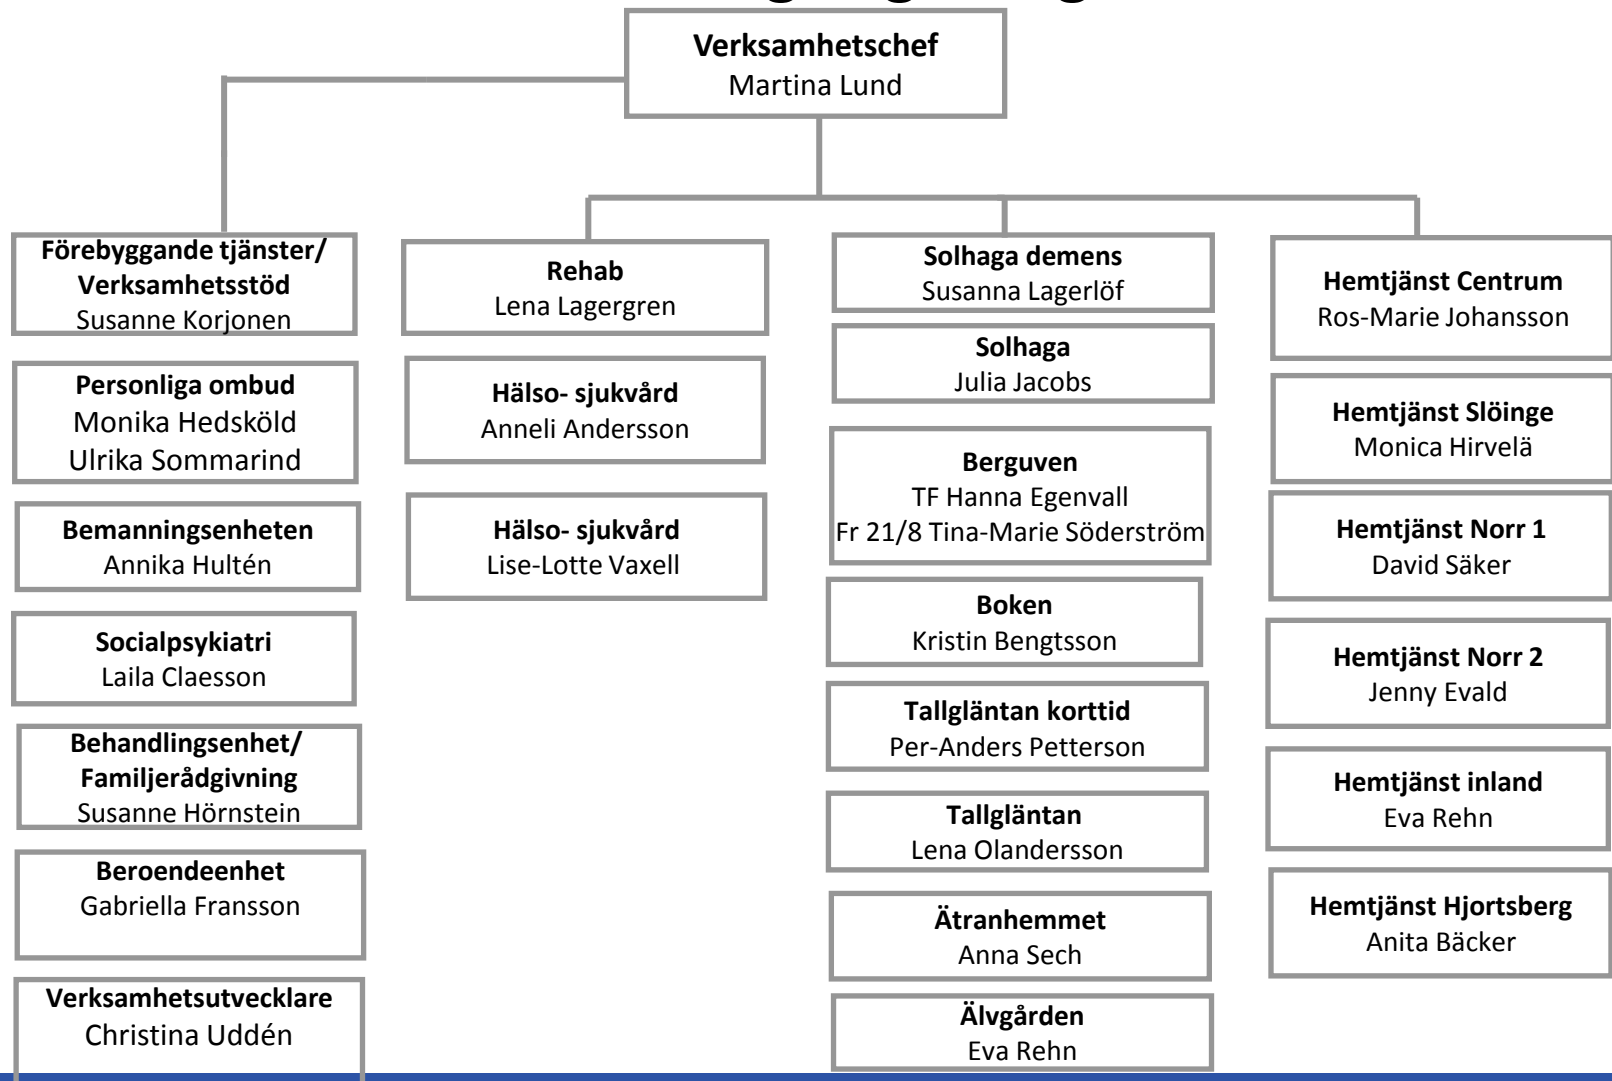 Verksamhetschef
Martina Lund
Förebyggande tjänster/
Verksamhetsstöd
Susanne Korjonen
Personliga ombud
Monika Hedsköld
Ulrika Sommarind
Bemanningsenheten
Annika Hultén
Socialpsykiatri
Laila Claesson
Behandlingsenhet/
Familjerådgivning
Susanne Hörnstein
Beroendeenhet
Gabriella Fransson
Verksamhetsutvecklare
Christina Uddén
Rehab
Lena Lagergren
Hälso- sjukvård
Anneli Andersson
Hälso- sjukvård
Lise-Lotte Vaxell
Solhaga demens
Susanna Lagerlöf
Solhaga
Julia Jacobs
Berguven
TF Hanna Egenvall
Fr 21/8 Tina-Marie Söderström
Boken
Kristin Bengtsson
Tallgläntan korttid
Per-Anders Petterson
Tallgläntan
Lena Olandersson
Ätranhemmet
Anna Sech
Älvgården
Eva Rehn
Hemtjänst Centrum
Ros-Marie Johansson
Hemtjänst Slöinge
Monica Hirvelä
Hemtjänst Norr 1
David Säker
Hemtjänst Norr 2
Jenny Evald
Hemtjänst inland
Eva Rehn
Hemtjänst Hjortsberg
Anita Bäcker